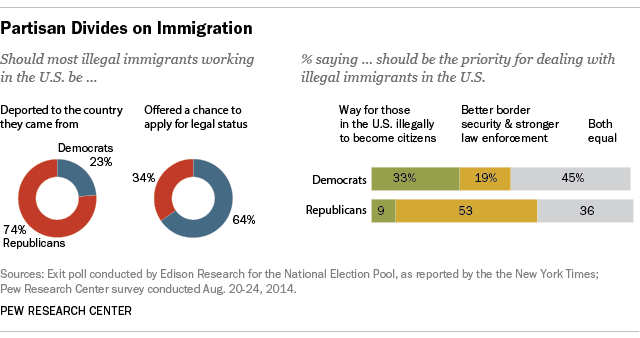 Partisan Divides on Immigration
Should most illegal immigrants working
in the U.S. be ...
Deported to the country
they came from
Offered a chance to
apply for legal status
Democrats
23%
74%
Republicans
34%
64%
% saying ... should be the priority for dealing with
illegal immigrants in the U.S.
Way for those
in the U.S. illegally
to become citizens
Better border
security & stronger
law enforcement
Both
equal
Democrats 33% 19% 45%
Republicans 9 53 36
Sources: Exit poll conducted by Edison Research for the National Election Pool, as reported by the the New York Times;
Pew Research Center survey conducted Aug. 20-24, 2014.
PEW RESEARCH CENTER